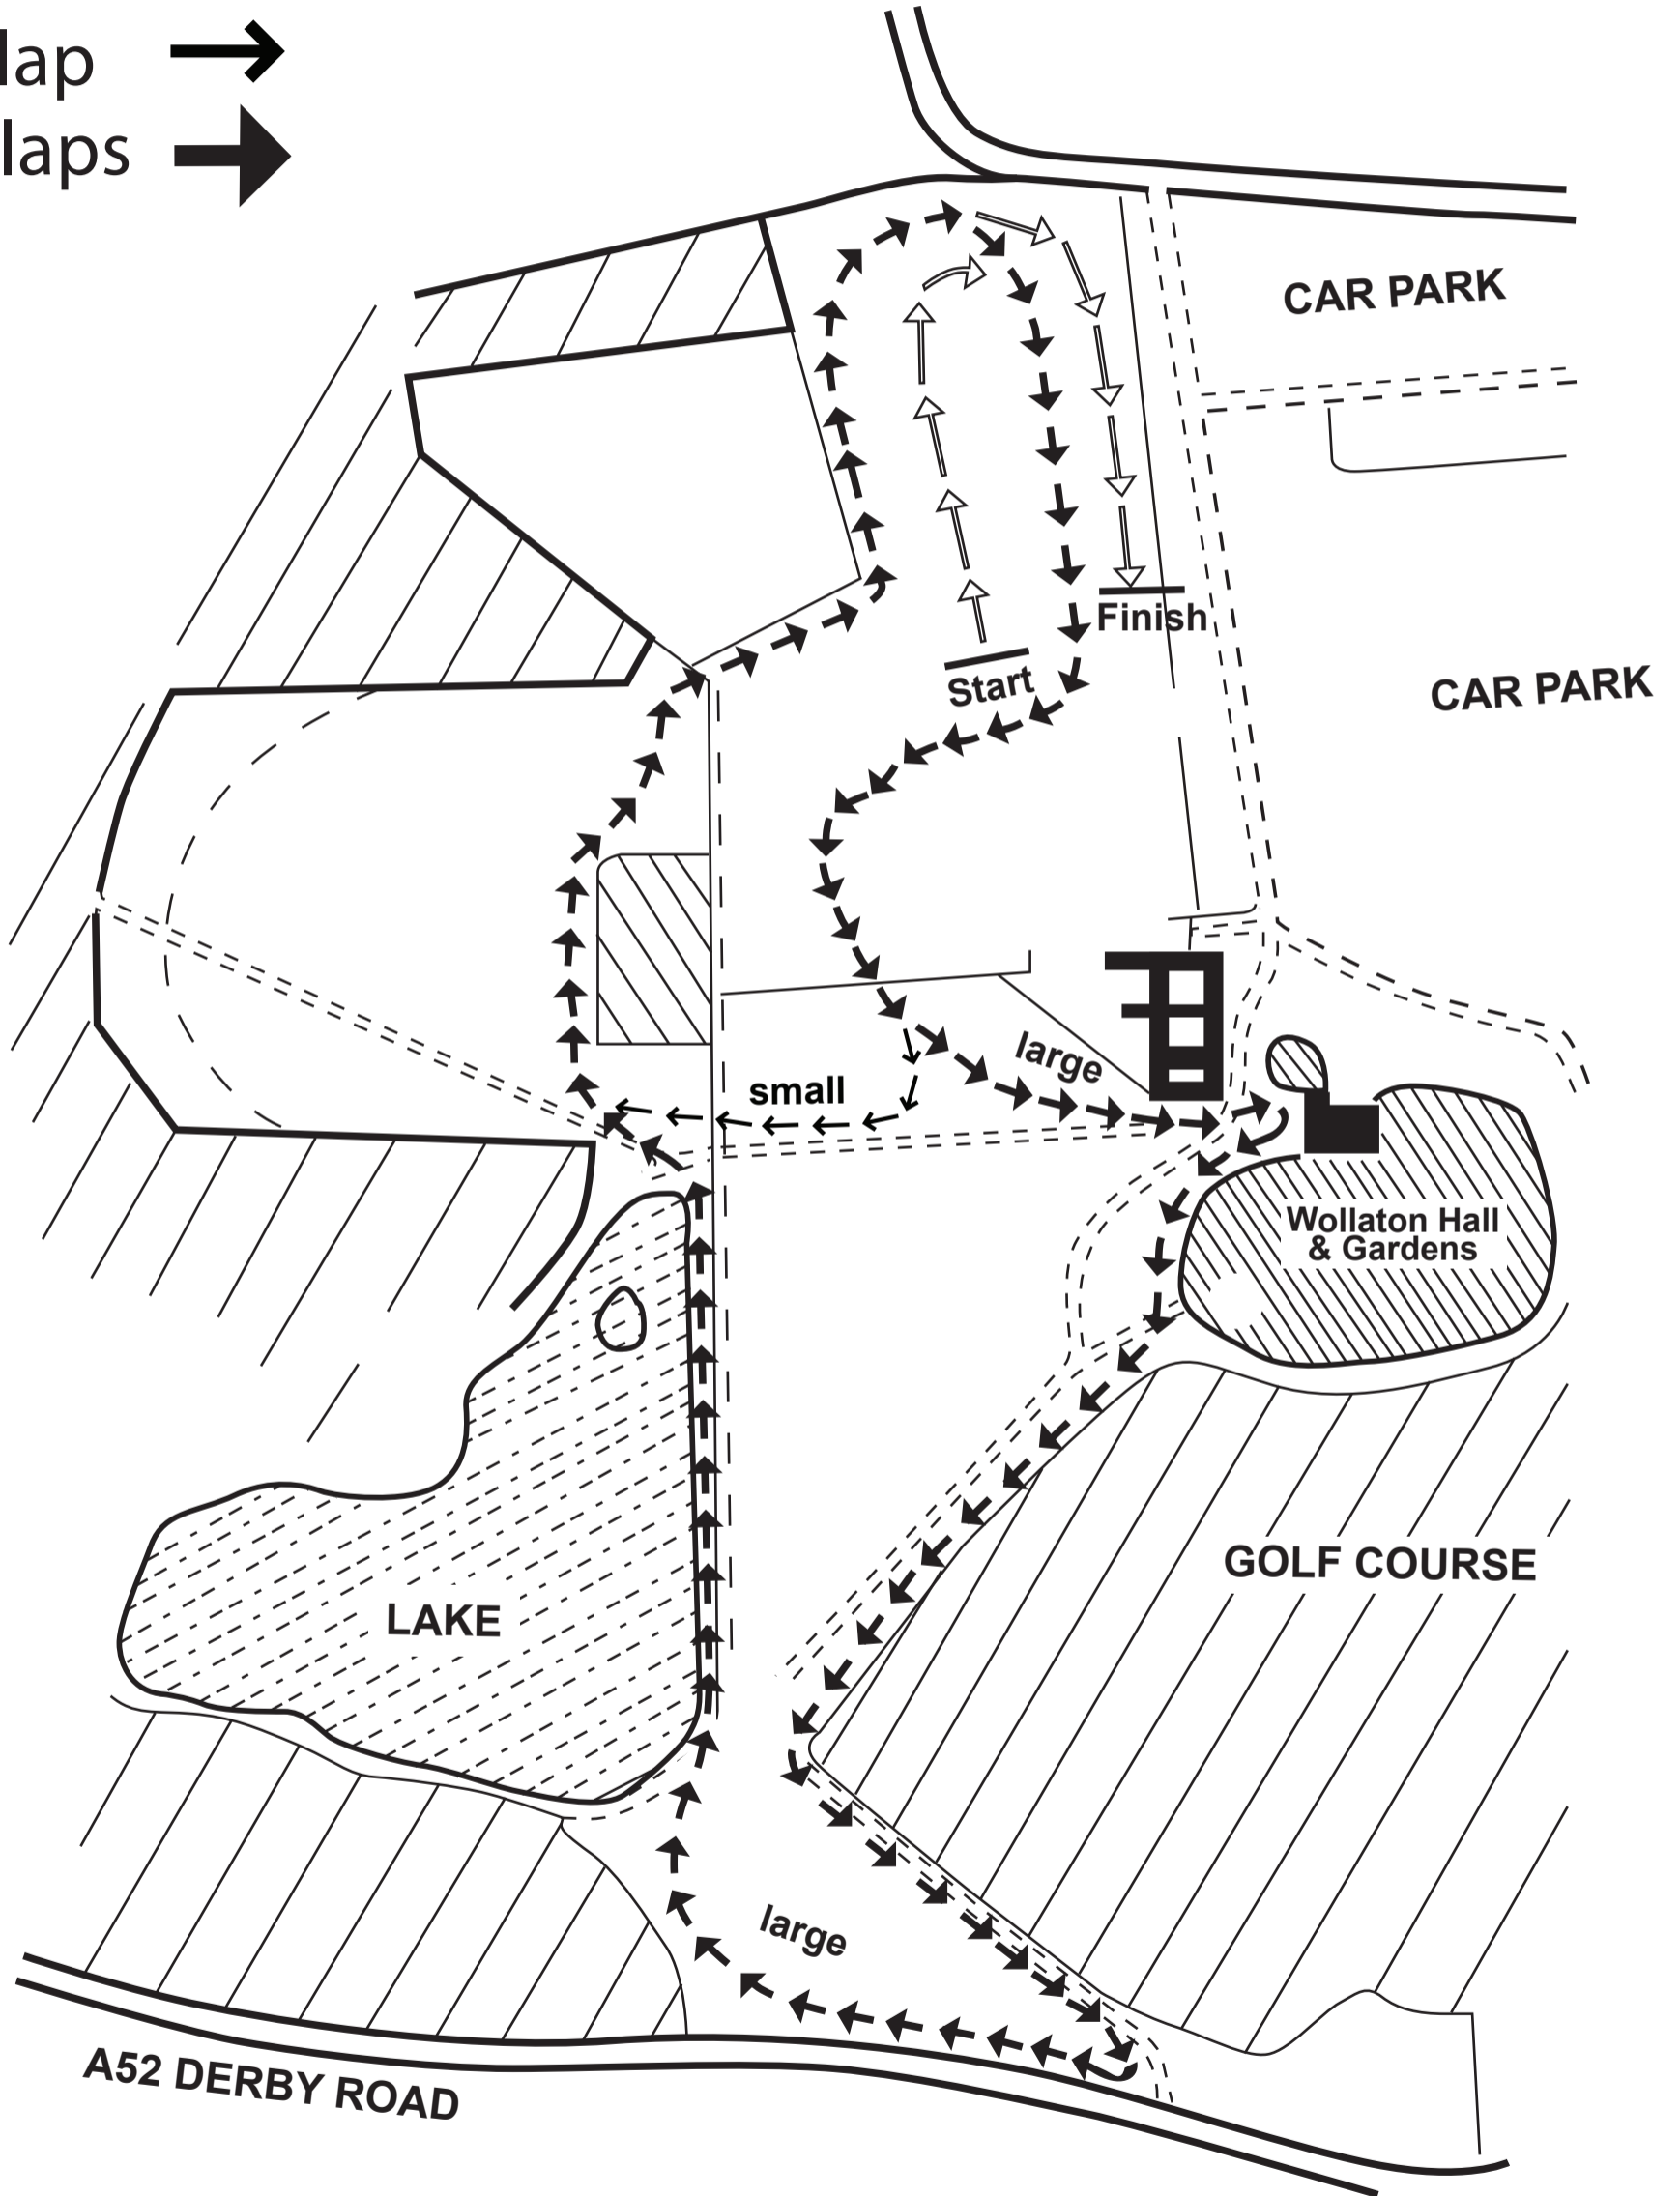 lap
laps
CAR PARK
Finish
Start
CAR PARK
large
small
Wollaton Hall
& Gardens
GOLF COURSE
LAKE
large
A52 DERBY ROAD